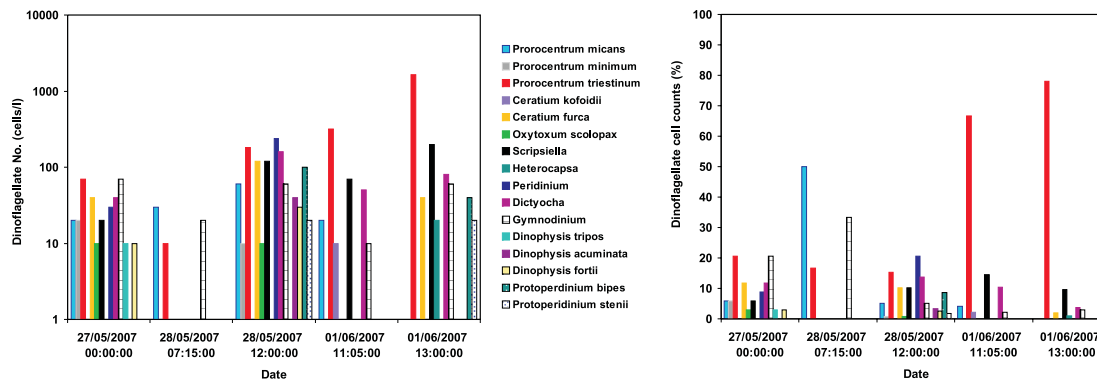 10000
1000
100
10
1
Dinoflagellate No. (cells/l)
27/05/2007 28/05/2007 28/05/2007 01/06/2007 01/06/2007
00:00:00 07:15:00 12:00:00 11:05:00 13:00:00
Date
Prorocentrum micans
Prorocentrum minimum
Prorocentrum triestinum
Ceratium kofoidii
Ceratium furca
Oxytoxum scolopax
Scripsiella
Heterocapsa
Peridinium
Dictyocha
Gymnodinium
Dinophysis tripos
Dinophysis acuminata
Dinophysis fortii
Protoperdinium bipes
Protoperidinium stenii
100
90
80
70
60
50
40
30
20
10
0
Dinoflagellate cell counts (%)
27/05/2007 28/05/2007 28/05/2007 01/06/2007 01/06/2007
00:00:00 07:15:00 12:00:00 11:05:00 13:00:00
Date